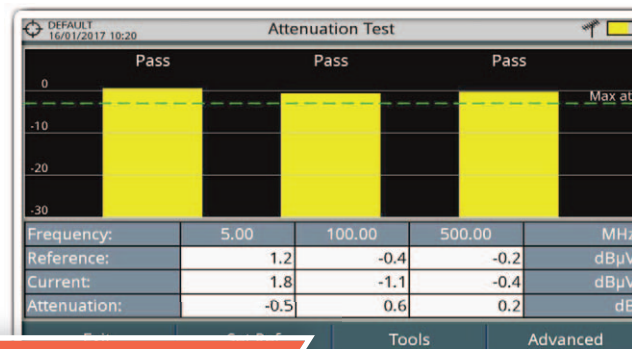 DEFAULT
16/01/2017 10:20
Attenuation Test
Pass Pass Pass
0
Max at
-10
-20
-30
Frequency: 5.00 100.00 500.00 MHz
Reference: 1.2 -0.4 -0.2 dBµV
Current: 1.8 -1.1 -0.4 dBµV
Attenuation: -0.5 0.6 0.2 dB
Tools Advanced